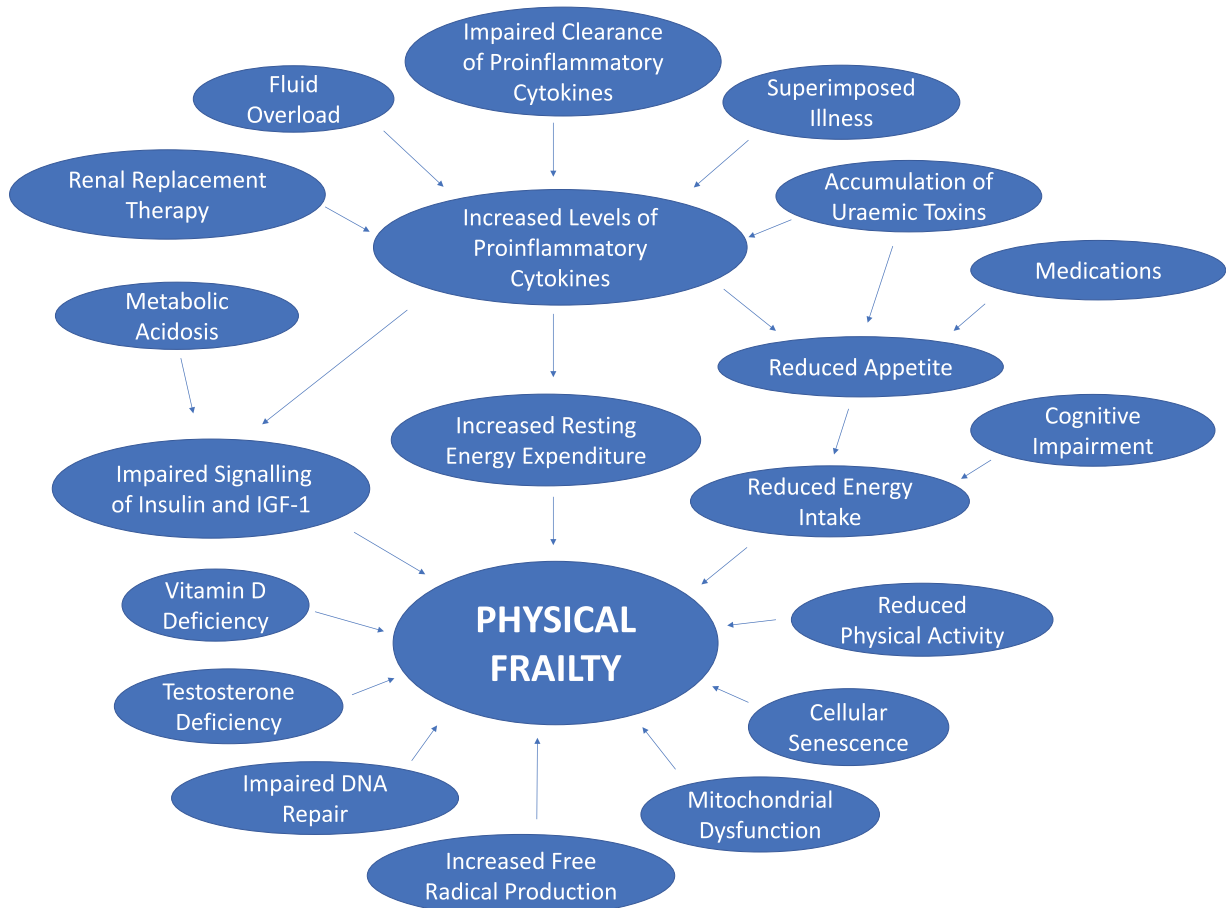 Impaired Clearance
of Proinflammatory
Cytokines
Fluid
Overload
Superimposed
Illness
Renal Replacement
Therapy
Accumulation of
Uraemic Toxins
Increased Levels of
Proinflammatory
Cytokines
Medications
Metabolic
Acidosis
Reduced Appetite
Increased Resting
Energy Expenditure
Cognitive
Impairment
Impaired Signalling
of Insulin and IGF-1
Reduced Energy
Intake
Vitamin D
Deficiency
PHYSICAL
FRAILTY
Reduced
Physical Activity
Testosterone
Deficiency
Cellular
Senescence
Impaired DNA
Repair
Mitochondrial
Dysfunction
Increased Free
Radical Production